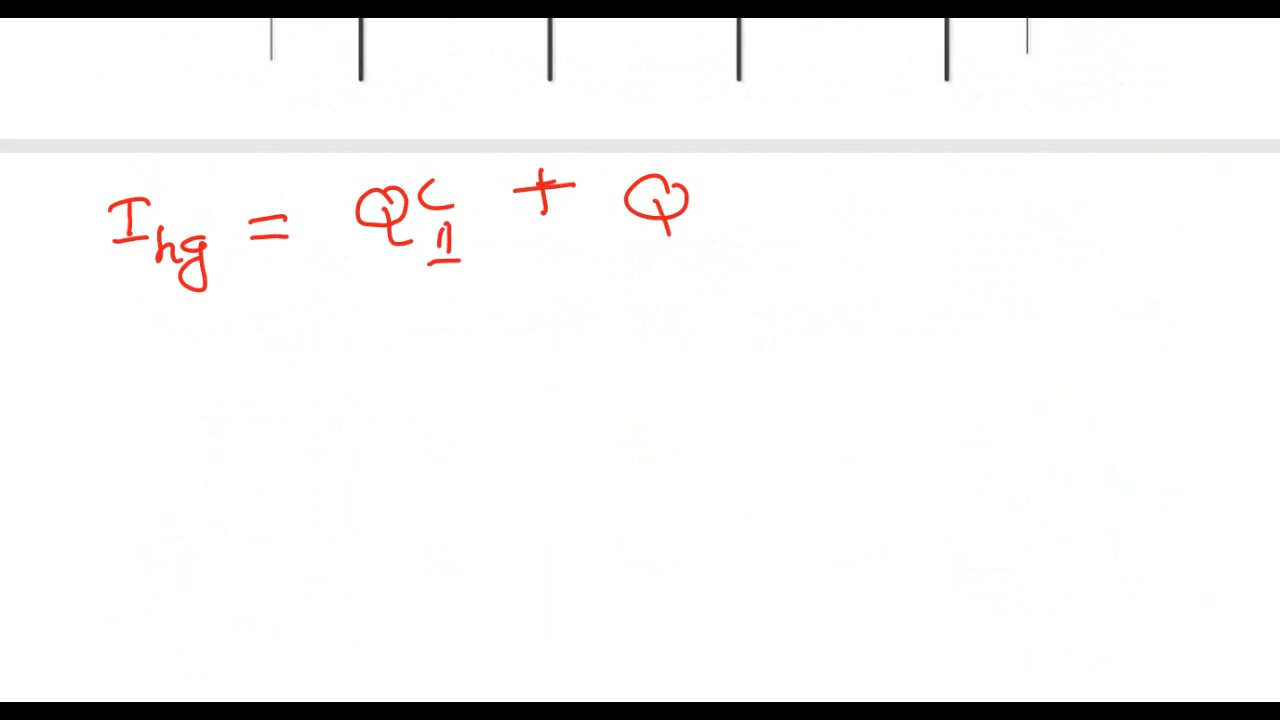 I_hg = Q^C_1 + Q